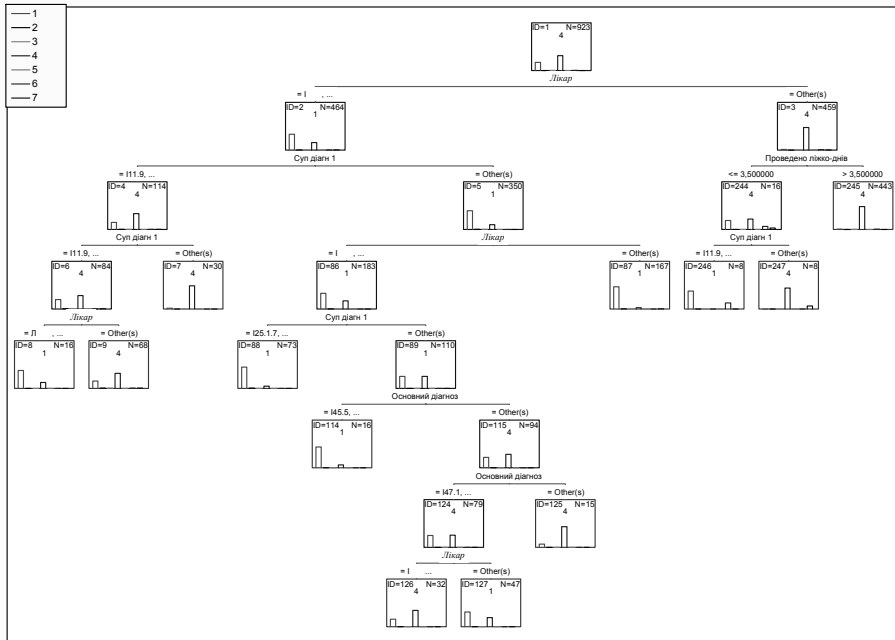 1
2
3
4
5
6
7
ID=1 N=923
4
Лікар
= І , ...
= Other(s)
ID=2 N=464
1
ID=3 N=459
4
Суп діагн 1
Проведено ліжко-днів
= I11.9, ...
= Other(s)
<= 3,500000
> 3,500000
ID=4 N=114
4
ID=5 N=350
1
ID=244 N=16
4
ID=245 N=443
4
Суп діагн 1
Лікар
Суп діагн 1
= I11.9, ...
= Other(s)
= І , ...
= Other(s)
= I11.9, ...
= Other(s)
ID=6 N=84
4
ID=7 N=30
4
ID=86 N=183
1
ID=87 N=167
1
ID=246 N=8
1
ID=247 N=8
4
Лікар
Суп діагн 1
= Л , ...
= Other(s)
= I25.1.7, ...
= Other(s)
ID=8 N=16
1
ID=9 N=68
4
ID=88 N=73
1
ID=89 N=110
1
Основний діагноз
= I45.5, ...
= Other(s)
ID=114 N=16
1
ID=115 N=94
4
Основний діагноз
= I47.1, ...
= Other(s)
ID=124 N=79
4
ID=125 N=15
4
Лікар
= І ...
= Other(s)
ID=126 N=32
4
ID=127 N=47
1